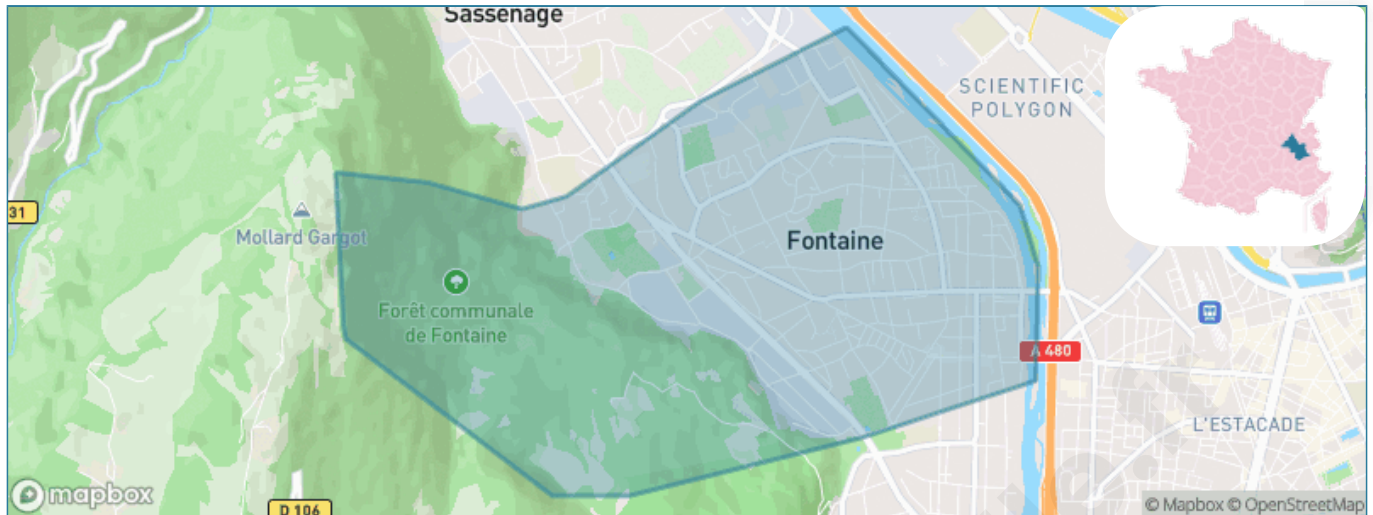 Sassenage
SCIENTIFIC
POLYGON
31
Mollard Gargot
Fontaine
Forêt communale
de Fontaine
A 480
L'ESTACADE
mapbox
D 106
© Mapbox © OpenStreetMap